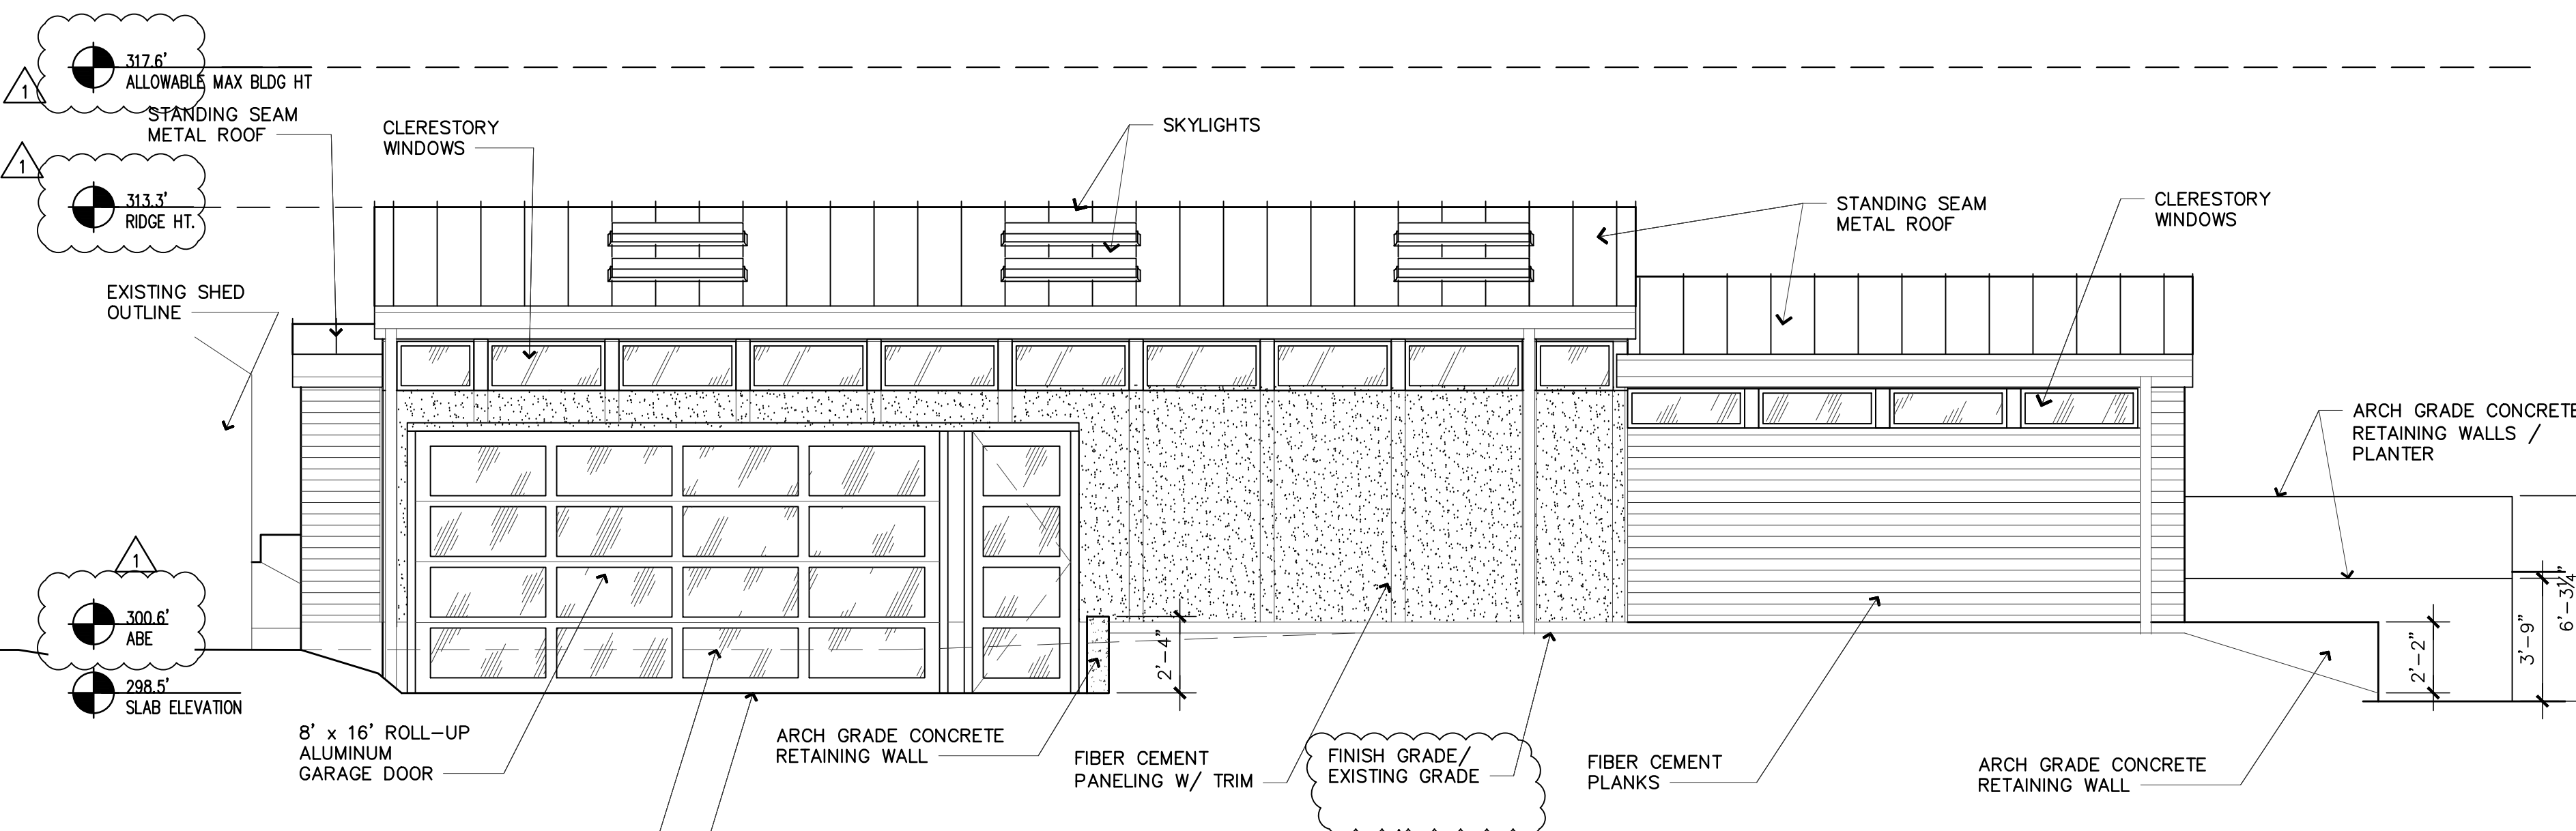 317.6'
ALLOWABLE MAX BLDG HT
1
STANDING SEAM
METAL ROOF
CLERESTORY
WINDOWS
SKYLIGHTS
1
313.3'
RIDGE HT.
STANDING SEAM
METAL ROOF
CLERESTORY
WINDOWS
EXISTING SHED
OUTLINE
ARCH GRADE CONCRETE
RETAINING WALLS /
PLANTER
1
300.6'
ABE
298.5'
SLAB ELEVATION
2'-4"
2'-2"
3'-9"
6'-3¼"
8' x 16' ROLL-UP
ALUMINUM
GARAGE DOOR
ARCH GRADE CONCRETE
RETAINING WALL
FIBER CEMENT
PANELING W/ TRIM
FINISH GRADE/
EXISTING GRADE
FIBER CEMENT
PLANKS
ARCH GRADE CONCRETE
RETAINING WALL